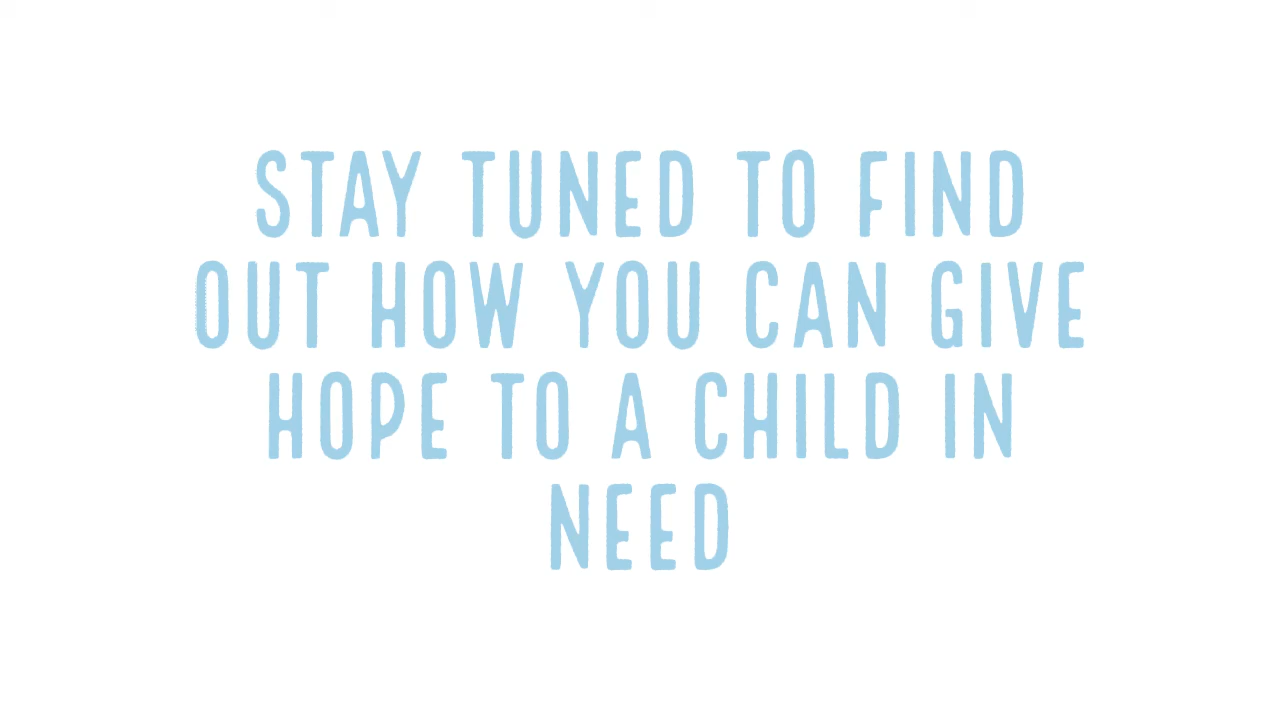 STAY TUNED TO FIND
OUT HOW YOU CAN GIVE
HOPE TO A CHILD IN
NEED